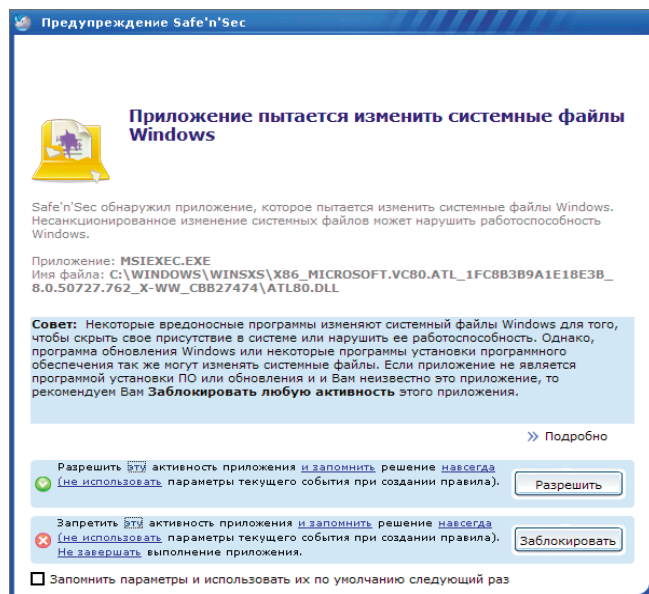 Предупреждение Safe'n'Sec
Приложение пытается изменить системные файлы
Windows
Safe'n'Sec обнаружил приложение, которое пытается изменить системные файлы Windows.
Несанкционированное изменение системных файлов может нарушить работоспособность
Windows.
Приложение: MSIEXEC.EXE
Имя файла: C:\WINDOWS\WINSXS\X86_MICROSOFT.VC80.ATL_1FC8B3B9A1E18E3B_
8.0.50727.762_X-WW_CBB27474\ATL80.DLL
Совет: Некоторые вредоносные программы изменяют системный файлы Windows для того,
чтобы скрыть свое присутствие в системе или нарушить ее работоспособность. Однако,
программа обновления Windows или некоторые программы установки программного
обеспечения так же могут изменять системные файлы. Если приложение не является
программой установки ПО или обновления и и Вам неизвестно это приложение, то
рекомендуем Вам Заблокировать любую активность этого приложения.
» Подробно
Разрешить эту активность приложения и запомнить решение навсегда
(не использовать параметры текущего события при создании правила).
Разрешить
Запретить эту активность приложения и запомнить решение навсегда
(не использовать параметры текущего события при создании правила).
Не завершать выполнение приложения.
Заблокировать
Запомнить параметры и использовать их по умолчанию следующий раз